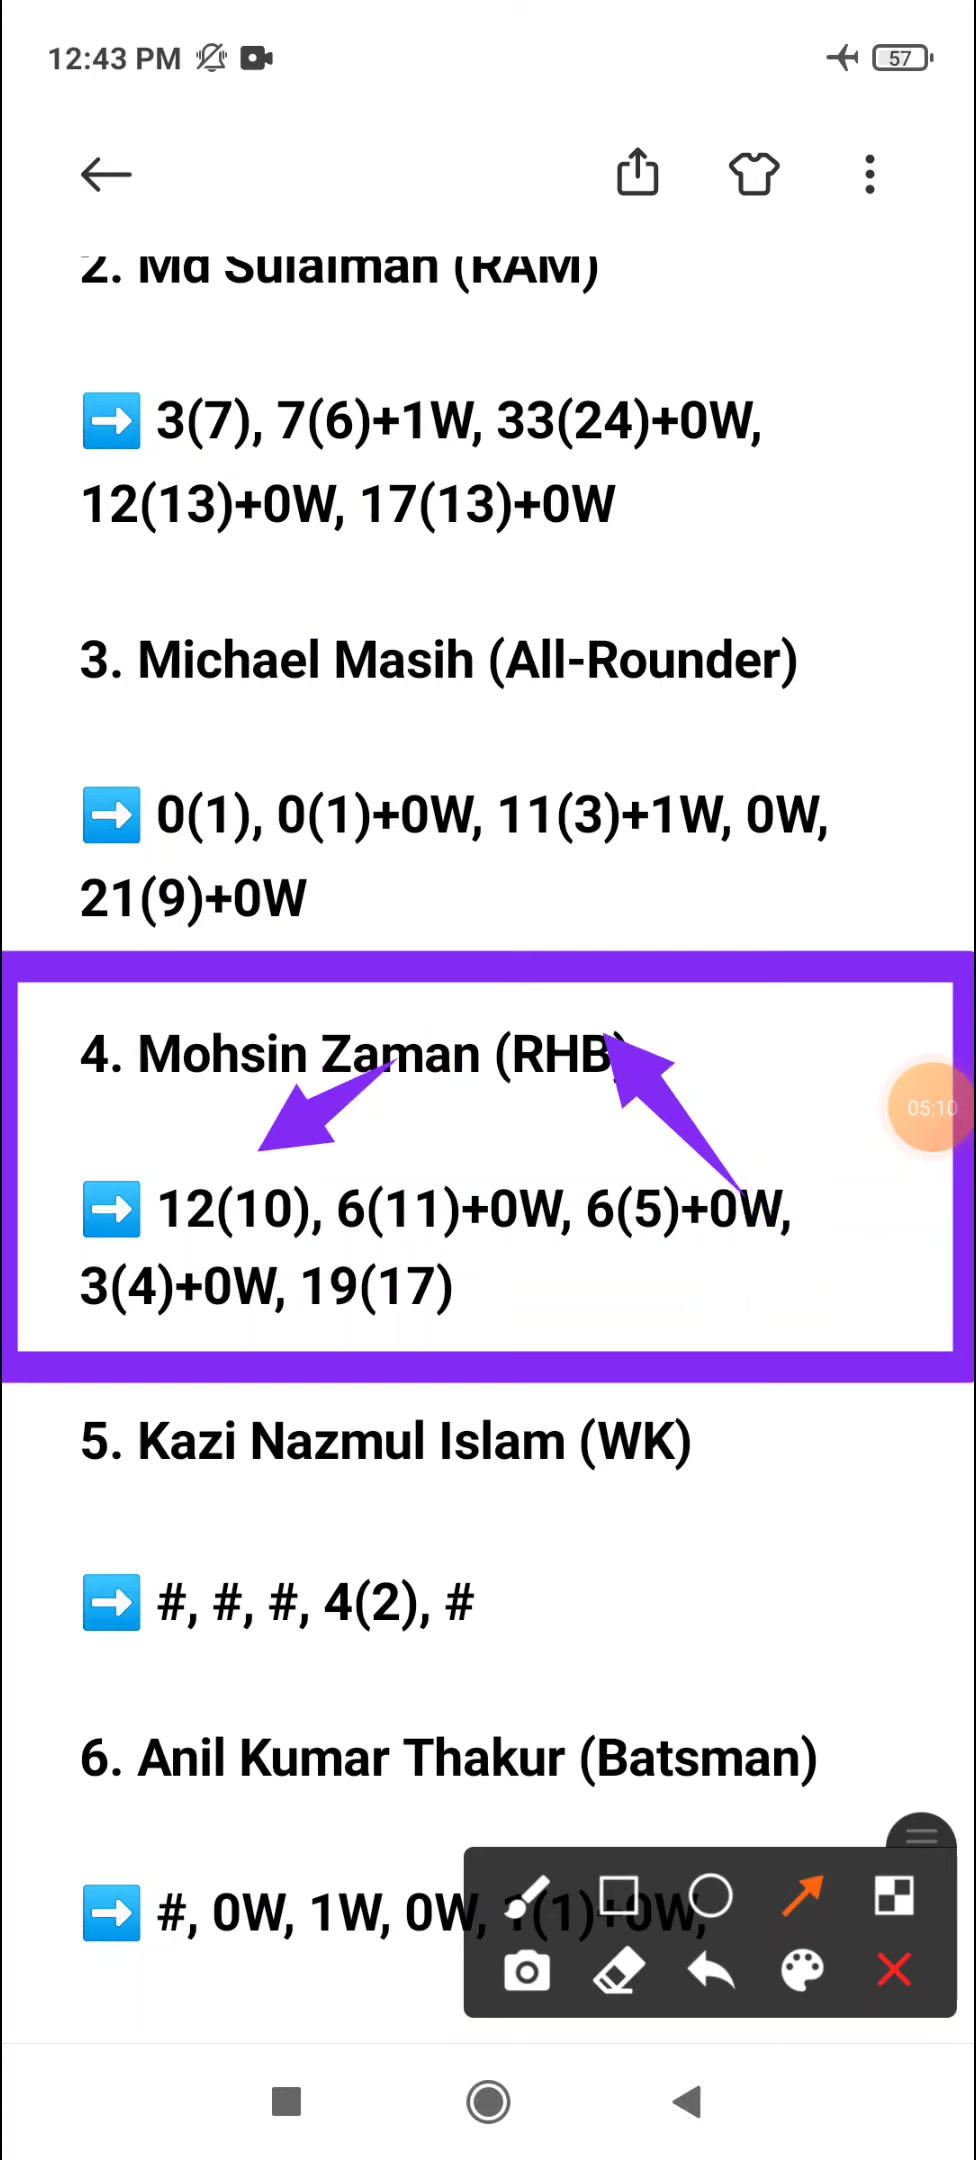 12:43 PM
57
2. Md Sulaiman (RAM)
➡ 3(7), 7(6)+1W, 33(24)+0W,
12(13)+0W, 17(13)+0W
3. Michael Masih (All-Rounder)
➡ 0(1), 0(1)+0W, 11(3)+1W, 0W,
21(9)+0W
4. Mohsin Zaman (RHB)
05:10
➡ 12(10), 6(11)+0W, 6(5)+0W,
3(4)+0W, 19(17)
5. Kazi Nazmul Islam (WK)
➡ #, #, #, 4(2), #
6. Anil Kumar Thakur (Batsman)
➡ #, 0W, 1W, 0W, 1(1)+0W,